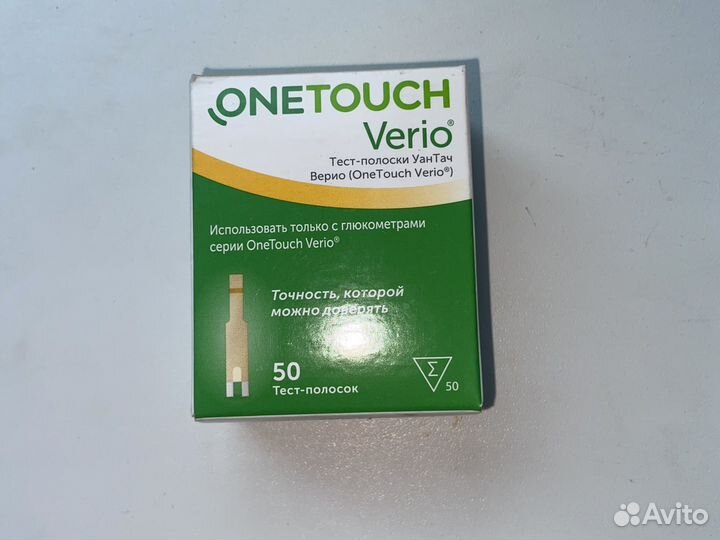 ONETOUCH
Verio®
Тест-полоски УанТач
Верио (OneTouch Verio®)
Использовать только с глюкометрами
серии OneTouch Verio®
Точность, которой
можно доверять
50
Тест-полосок
Σ
50
Avito